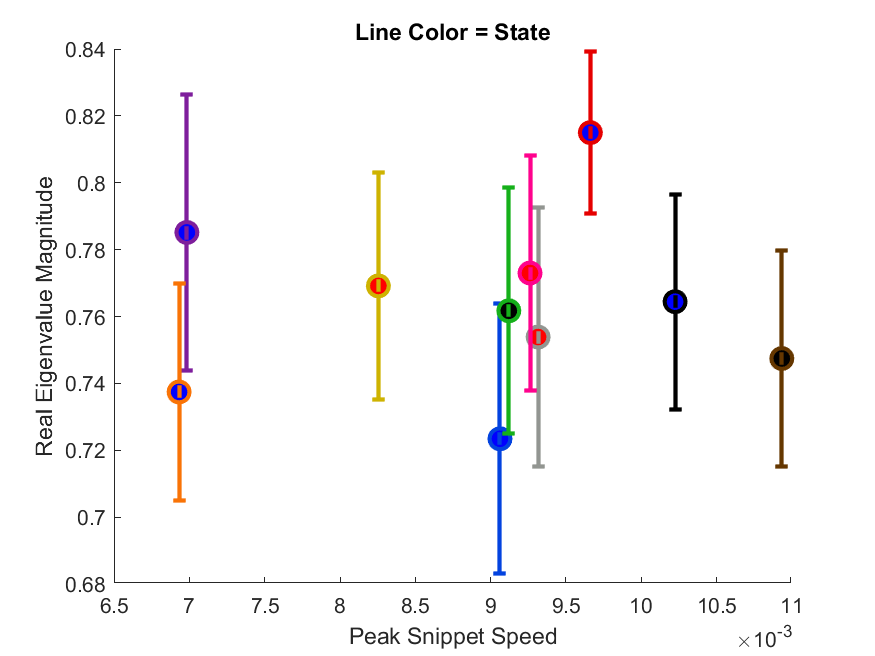 Line Color = State
0.84
0.82
0.8
0.78
0.76
0.74
0.72
0.7
0.68
Real Eigenvalue Magnitude
6.5 7 7.5 8 8.5 9 9.5 10 10.5 11
Peak Snippet Speed
×10⁻³